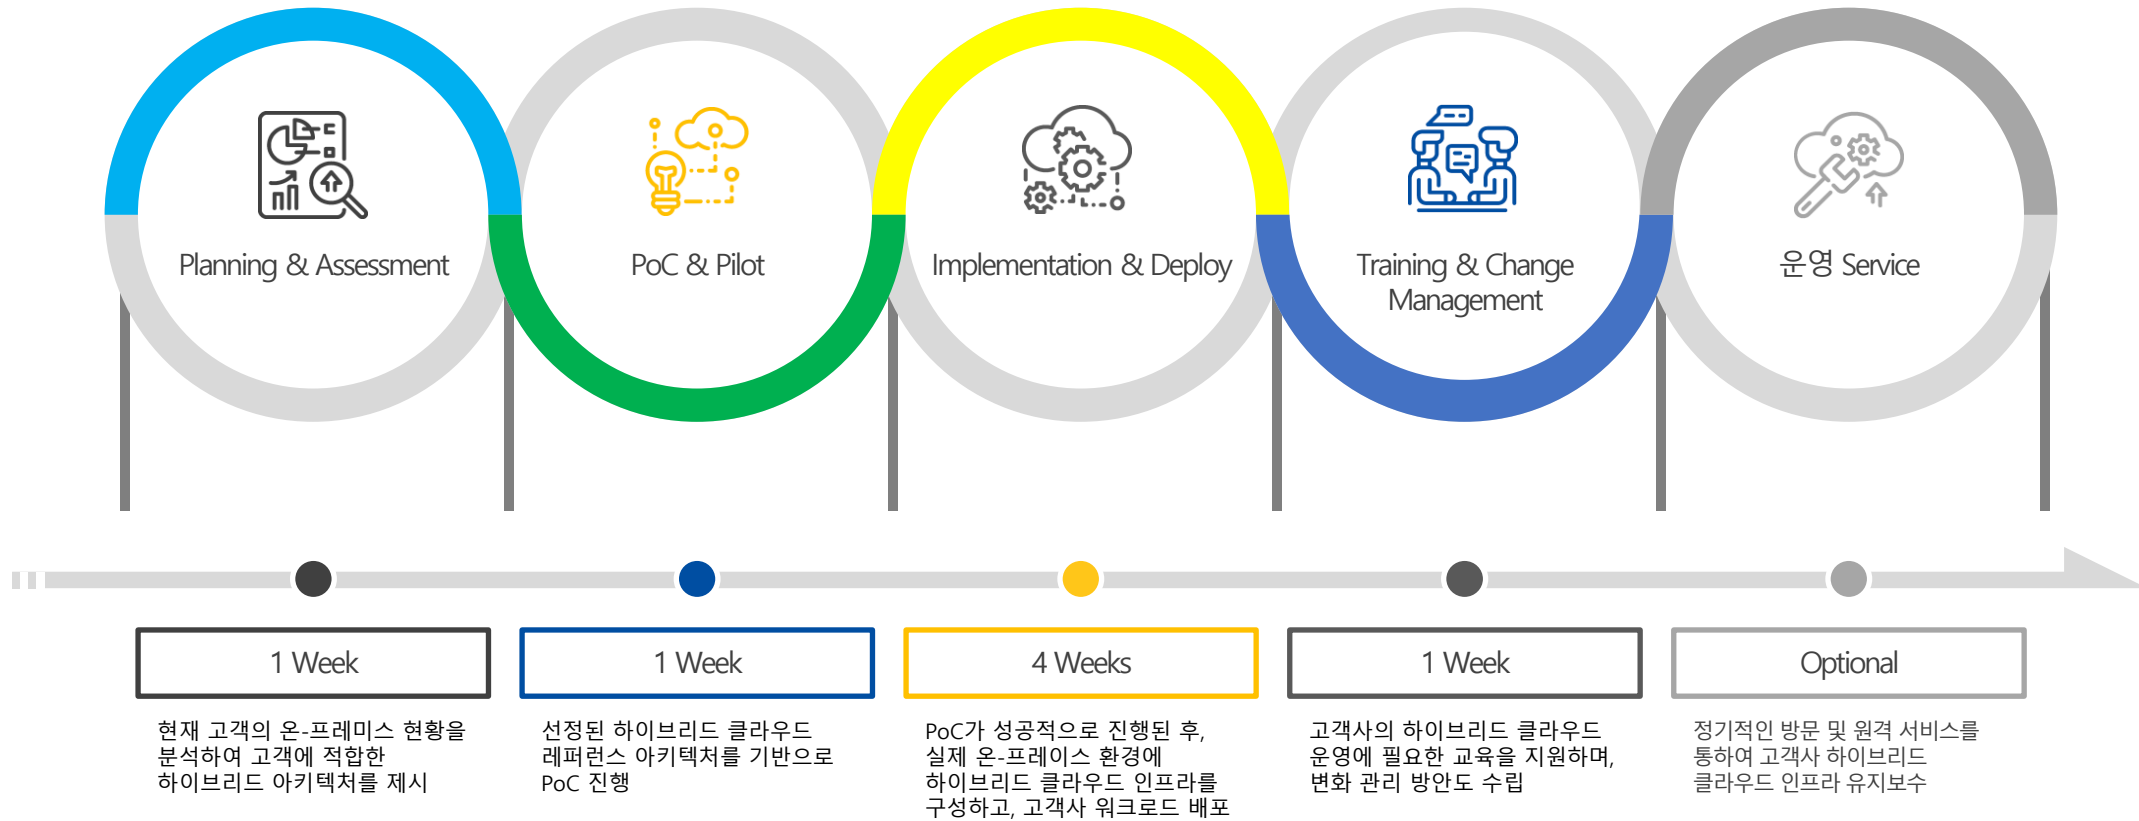 Planning & Assessment
PoC & Pilot
Implementation & Deploy
Training & Change
Management
운영 Service
1 Week
1 Week
4 Weeks
1 Week
Optional
현재 고객의 온-프레미스 현황을
분석하여 고객에 적합한
하이브리드 아키텍처를 제시
선정된 하이브리드 클라우드
레퍼런스 아키텍처를 기반으로
PoC 진행
PoC가 성공적으로 진행된 후,
실제 온-프레이스 환경에
하이브리드 클라우드 인프라를
구성하고, 고객사 워크로드 배포
고객사의 하이브리드 클라우드
운영에 필요한 교육을 지원하며,
변화 관리 방안도 수립
정기적인 방문 및 원격 서비스를
통하여 고객사 하이브리드
클라우드 인프라 유지보수